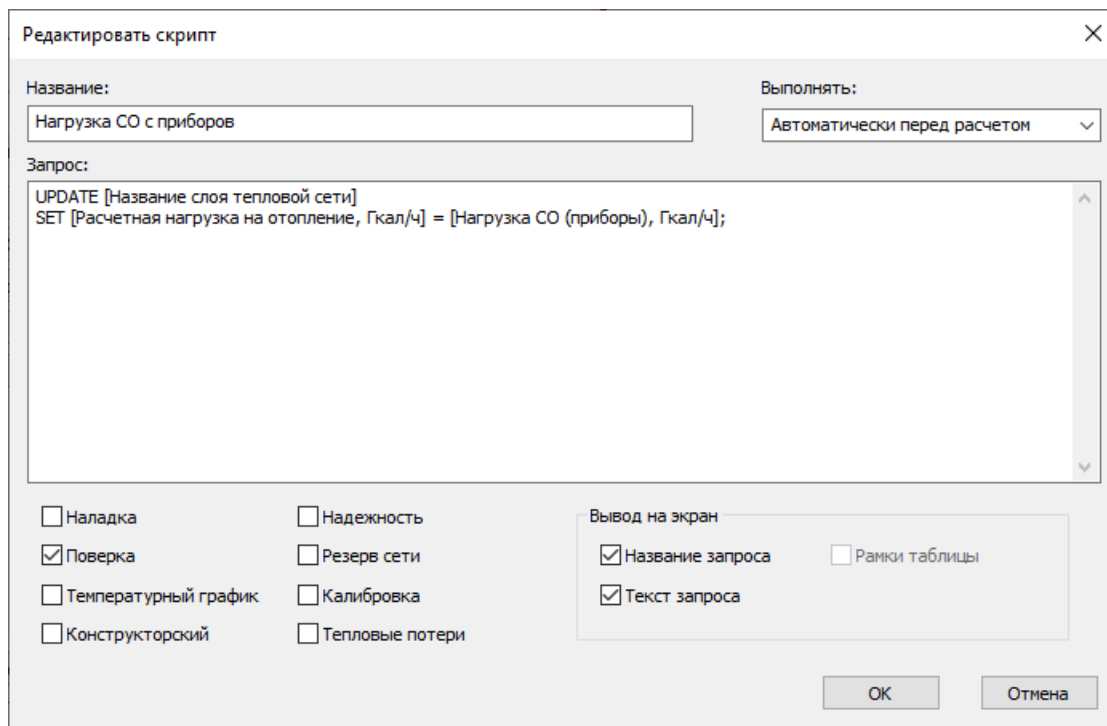 Редактировать скрипт
Название:
Выполнять:
Нагрузка СО с приборов
Автоматически перед расчетом
Запрос:
UPDATE [Название слоя тепловой сети]
SET [Расчетная нагрузка на отопление, Гкал/ч] = [Нагрузка СО (приборы), Гкал/ч];
Наладка
Надежность
Вывод на экран
Поверка
Резерв сети
Название запроса
Рамки таблицы
Температурный график
Калибровка
Текст запроса
Конструкторский
Тепловые потери
ОК
Отмена